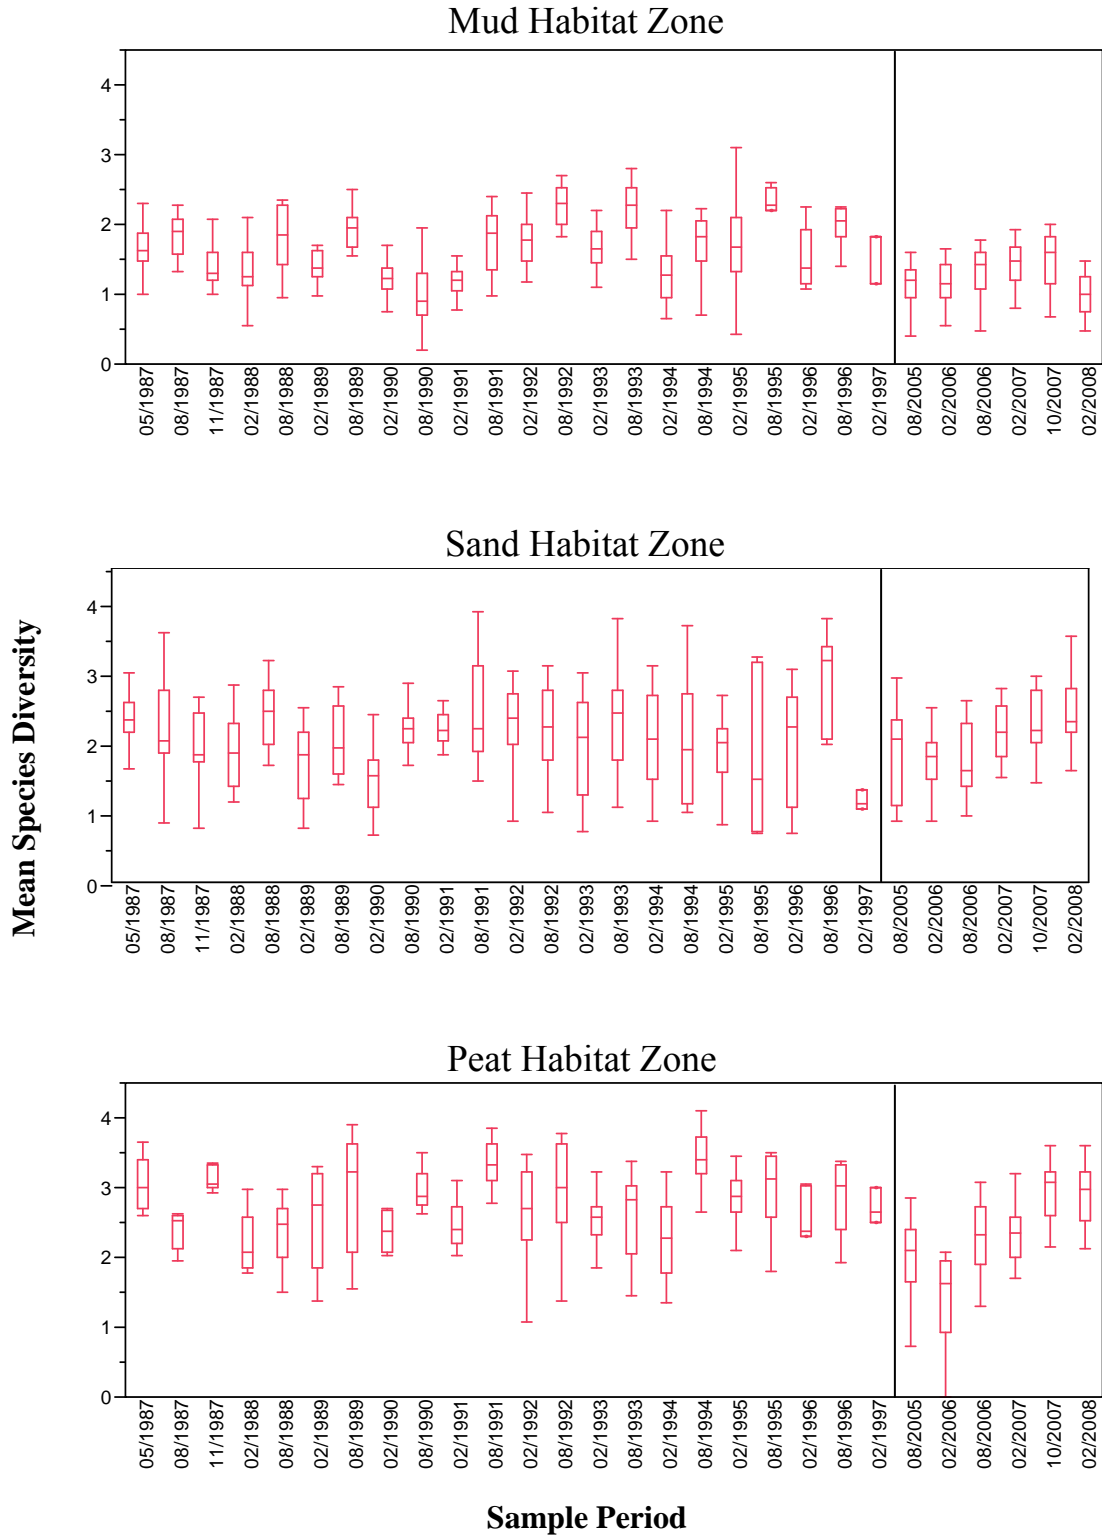 Mud Habitat Zone
4
3
2
1
0
05/1987 08/1987 11/1987 02/1988 08/1988 02/1989 08/1989 02/1990 08/1990 02/1991 08/1991 02/1992 08/1992 02/1993 08/1993 02/1994 08/1994 02/1995 08/1995 02/1996 08/1996 02/1997 08/2005 02/2006 08/2006 02/2007 10/2007 02/2008
Mean Species Diversity
Sand Habitat Zone
4
3
2
1
0
05/1987 08/1987 11/1987 02/1988 08/1988 02/1989 08/1989 02/1990 08/1990 02/1991 08/1991 02/1992 08/1992 02/1993 08/1993 02/1994 08/1994 02/1995 08/1995 02/1996 08/1996 02/1997 08/2005 02/2006 08/2006 02/2007 10/2007 02/2008
Peat Habitat Zone
4
3
2
1
0
05/1987 08/1987 11/1987 02/1988 08/1988 02/1989 08/1989 02/1990 08/1990 02/1991 08/1991 02/1992 08/1992 02/1993 08/1993 02/1994 08/1994 02/1995 08/1995 02/1996 08/1996 02/1997 08/2005 02/2006 08/2006 02/2007 10/2007 02/2008
Sample Period